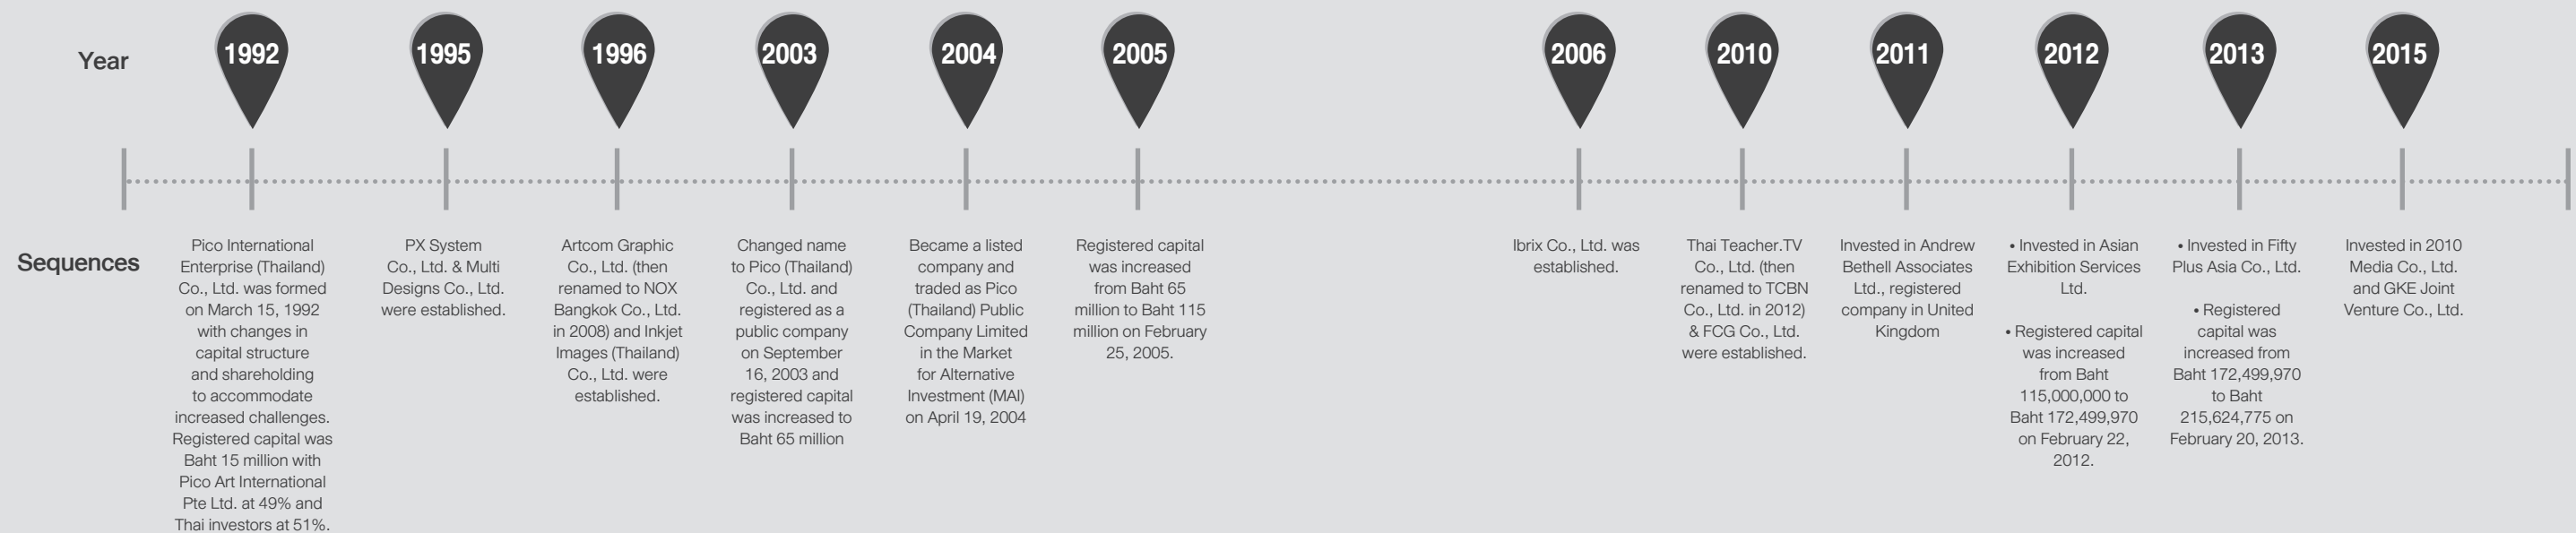 Year
1992
1995
1996
2003
2004
2005
2006
2010
2011
2012
2013
2015
Sequences
Pico International
Enterprise (Thailand)
Co., Ltd. was formed
on March 15, 1992
with changes in
capital structure
and shareholding
to accommodate
increased challenges.
Registered capital was
Baht 15 million with
Pico Art International
Pte Ltd. at 49% and
Thai investors at 51%.
PX System
Co., Ltd. & Multi
Designs Co., Ltd.
were established.
Artcom Graphic
Co., Ltd. (then
renamed to NOX
Bangkok Co., Ltd.
in 2008) and Inkjet
Images (Thailand)
Co., Ltd. were
established.
Changed name
to Pico (Thailand)
Co., Ltd. and
registered as a
public company
on September
16, 2003 and
registered capital
was increased to
Baht 65 million
Became a listed
company and
traded as Pico
(Thailand) Public
Company Limited
in the Market
for Alternative
Investment (MAI)
on April 19, 2004
Registered capital
was increased
from Baht 65
million to Baht 115
million on February
25, 2005.
Ibrix Co., Ltd. was
established.
Thai Teacher.TV
Co., Ltd. (then
renamed to TCBN
Co., Ltd. in 2012)
& FCG Co., Ltd.
were established.
Invested in Andrew
Bethell Associates
Ltd., registered
company in United
Kingdom
• Invested in Asian
Exhibition Services
Ltd.
• Registered capital
was increased
from Baht
115,000,000 to
Baht 172,499,970
on February 22,
2012.
• Invested in Fifty
Plus Asia Co., Ltd.
• Registered
capital was
increased from
Baht 172,499,970
to Baht
215,624,775 on
February 20, 2013.
Invested in 2010
Media Co., Ltd.
and GKE Joint
Venture Co., Ltd.